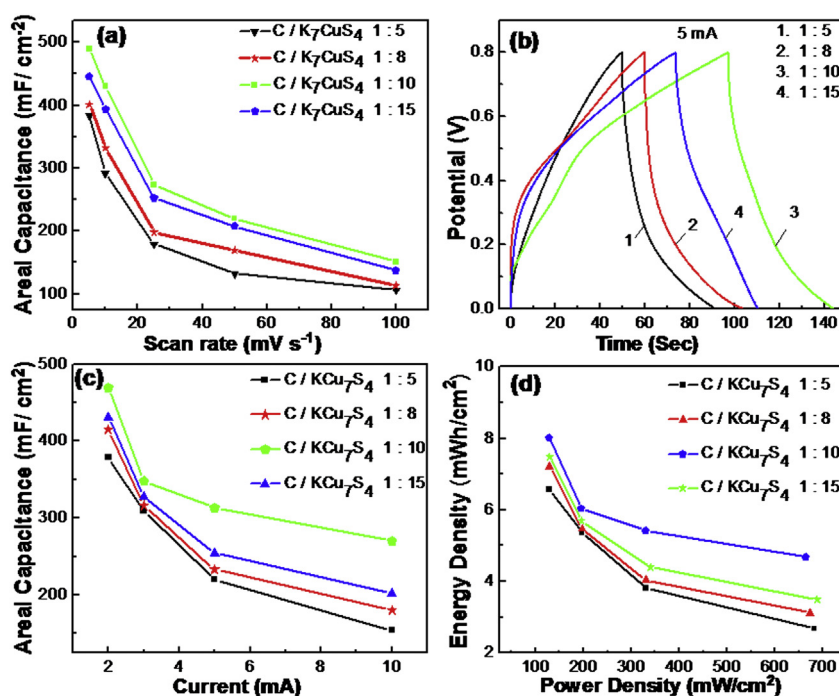 (a)
C / K₇CuS₄ 1 : 5
C / K₇CuS₄ 1 : 8
C / K₇CuS₄ 1 : 10
C / K₇CuS₄ 1 : 15
Areal Capacitance (mF/ cm⁻²)
500
400
300
200
100
0 20 40 60 80 100
Scan rate (mV s⁻¹)
(b)
5 mA
1. 1 : 5
2. 1 : 8
3. 1 : 10
4. 1 : 15
Potential (V)
0.8
0.6
0.4
0.2
0.0
1 2 4 3
0 20 40 60 80 100 120 140
Time (Sec)
(c)
C / KCu₇S₄ 1 : 5
C / KCu₇S₄ 1 : 8
C / KCu₇S₄ 1 : 10
C / KCu₇S₄ 1 : 15
Areal Capacitance (mF/ cm²)
500
400
300
200
2 4 6 8 10
Current (mA)
(d)
C / KCu₇S₄ 1 : 5
C / KCu₇S₄ 1 : 8
C / KCu₇S₄ 1 : 10
C / KCu₇S₄ 1 : 15
Energy Density (mWh/cm²)
10
8
6
4
2
100 200 300 400 500 600 700
Power Density (mW/cm²)